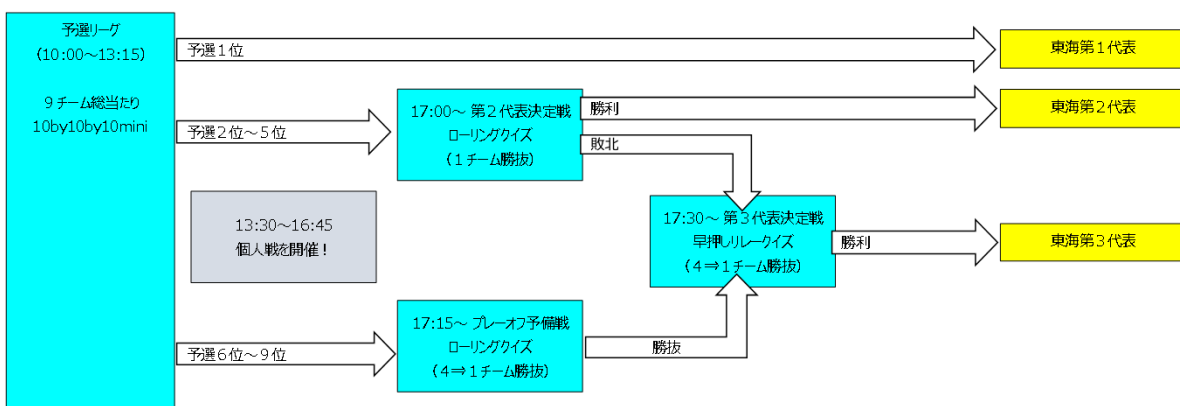 予選リーグ
(10:00～13:15)
９チーム総当たり
10by10by10mini
予選１位
東海第１代表
予選２位～５位
17:00～ 第２代表決定戦
ローリングクイズ
(１チーム勝抜)
勝利
東海第２代表
敗北
13:30～16:45
個人戦を開催！
17:30～ 第３代表決定戦
早押しリレークイズ
(４⇒１チーム勝抜)
勝利
東海第３代表
予選６位～９位
17:15～ プレーオフ予備戦
ローリングクイズ
(４⇒１チーム勝抜)
勝抜